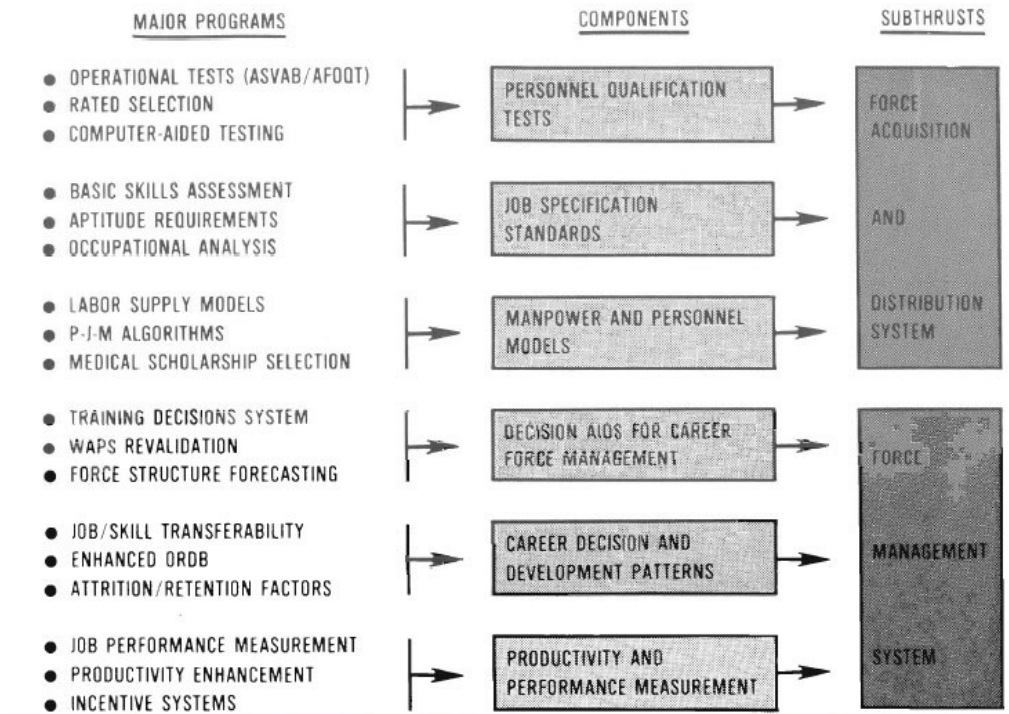 MAJOR PROGRAMS
COMPONENTS
SUBTHRUSTS
OPERATIONAL TESTS (ASVAB/AFOQT)
RATED SELECTION
COMPUTER-AIDED TESTING
PERSONNEL QUALIFICATION
TESTS
FORCE
ACQUISITION
BASIC SKILLS ASSESSMENT
APTITUDE REQUIREMENTS
OCCUPATIONAL ANALYSIS
JOB SPECIFICATION
STANDARDS
AND
LABOR SUPPLY MODELS
P-J-M ALGORITHMS
MEDICAL SCHOLARSHIP SELECTION
MANPOWER AND PERSONNEL
MODELS
DISTRIBUTION
SYSTEM
TRAINING DECISIONS SYSTEM
WAPS REVALIDATION
FORCE STRUCTURE FORECASTING
DECISION AIDS FOR CAREER
FORCE MANAGEMENT
FORCE
JOB/SKILL TRANSFERABILITY
ENHANCED ORDB
ATTRITION/RETENTION FACTORS
CAREER DECISION AND
DEVELOPMENT PATTERNS
MANAGEMENT
JOB PERFORMANCE MEASUREMENT
PRODUCTIVITY ENHANCEMENT
INCENTIVE SYSTEMS
PRODUCTIVITY AND
PERFORMANCE MEASUREMENT
SYSTEM